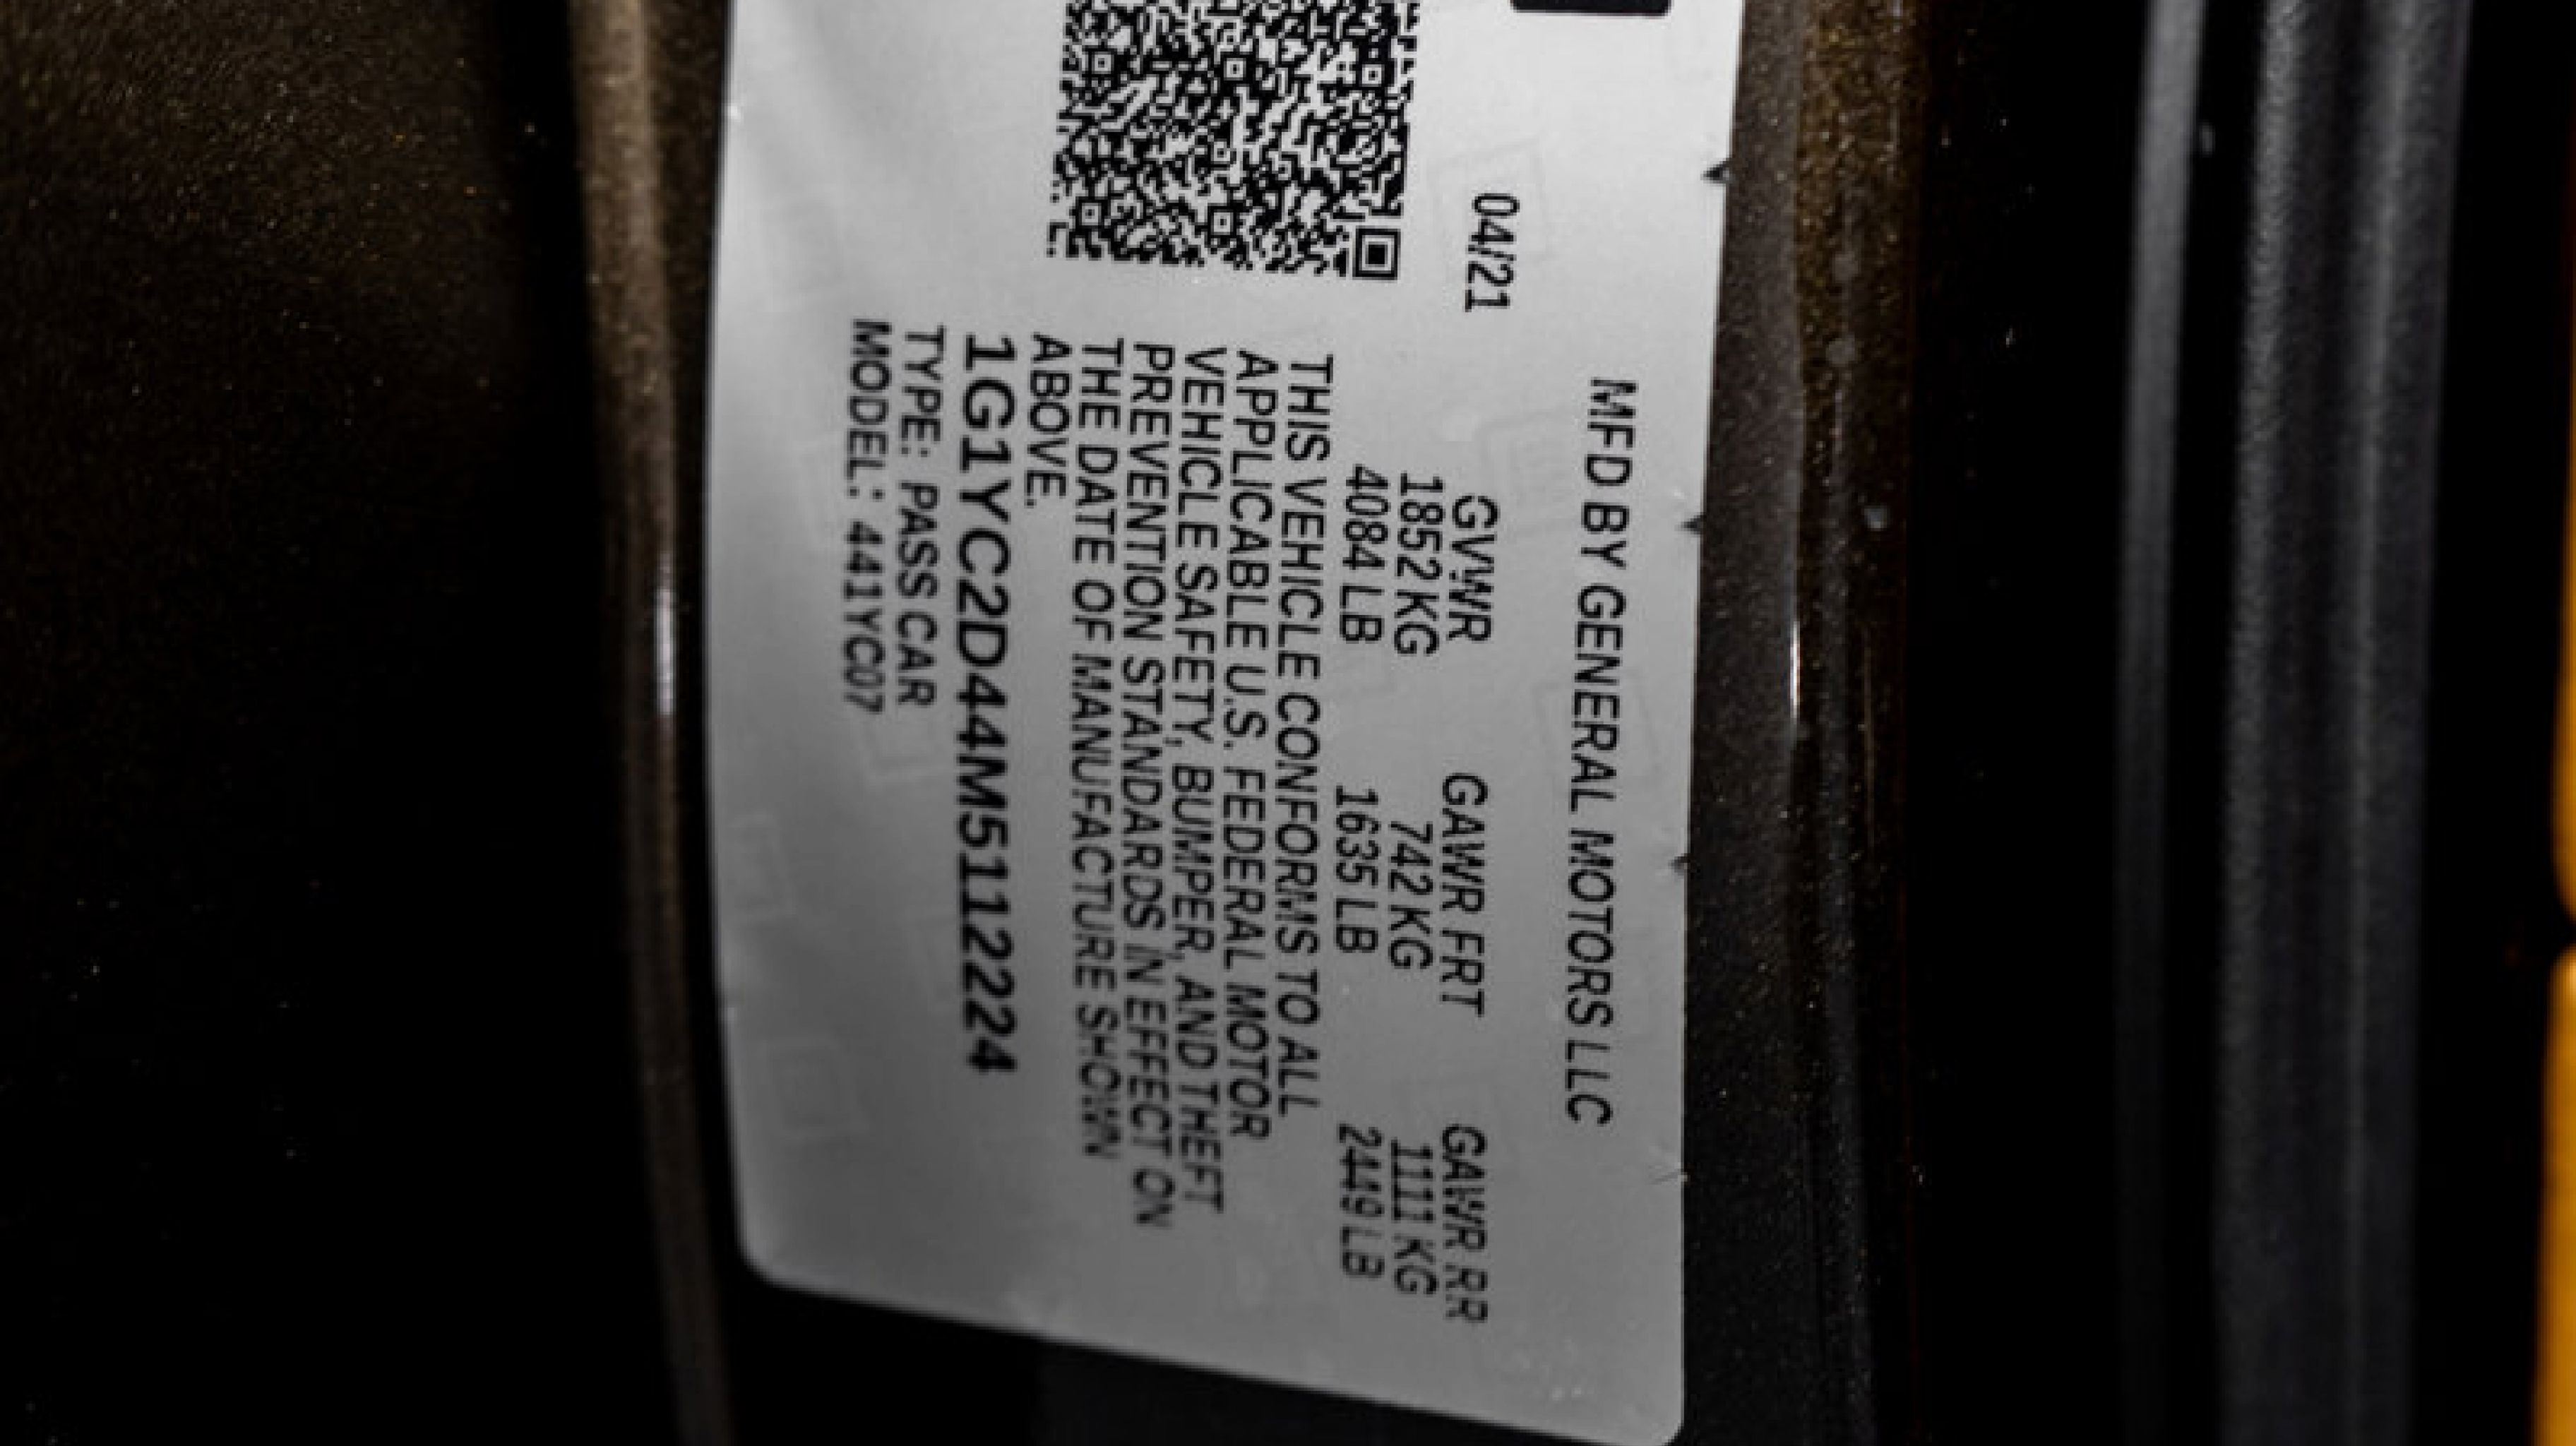 MFD BY GENERAL MOTORS LLC
04/21 GVWR GAWR FRT GAWR RR
1852 KG 742 KG 1111 KG
4084 LB 1635 LB 2449 LB
THIS VEHICLE CONFORMS TO ALL
APPLICABLE U.S. FEDERAL MOTOR
VEHICLE SAFETY, BUMPER, AND THEFT
PREVENTION STANDARDS IN EFFECT ON
THE DATE OF MANUFACTURE SHOWN
ABOVE.
1G1YC2D44M5112224
TYPE: PASS CAR
MODEL: 441YC07